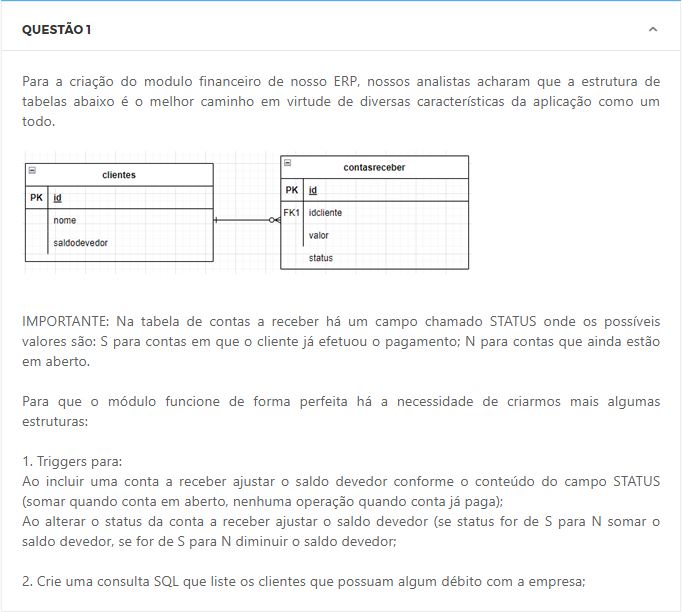 QUESTÃO 1
Para a criação do modulo financeiro de nosso ERP, nossos analistas acharam que a estrutura de
tabelas abaixo é o melhor caminho em virtude de diversas características da aplicação como um
todo.
clientes
PK id
nome
saldodevedor
contasreceber
PK id
FK1 idcliente
valor
status
IMPORTANTE: Na tabela de contas a receber há um campo chamado STATUS onde os possíveis
valores são: S para contas em que o cliente já efetuou o pagamento; N para contas que ainda estão
em aberto.
Para que o módulo funcione de forma perfeita há a necessidade de criarmos mais algumas
estruturas:
1. Triggers para:
Ao incluir uma conta a receber ajustar o saldo devedor conforme o conteúdo do campo STATUS
(somar quando conta em aberto, nenhuma operação quando conta já paga);
Ao alterar o status da conta a receber ajustar o saldo devedor (se status for de S para N somar o
saldo devedor, se for de S para N diminuir o saldo devedor;
2. Crie uma consulta SQL que liste os clientes que possuam algum débito com a empresa;